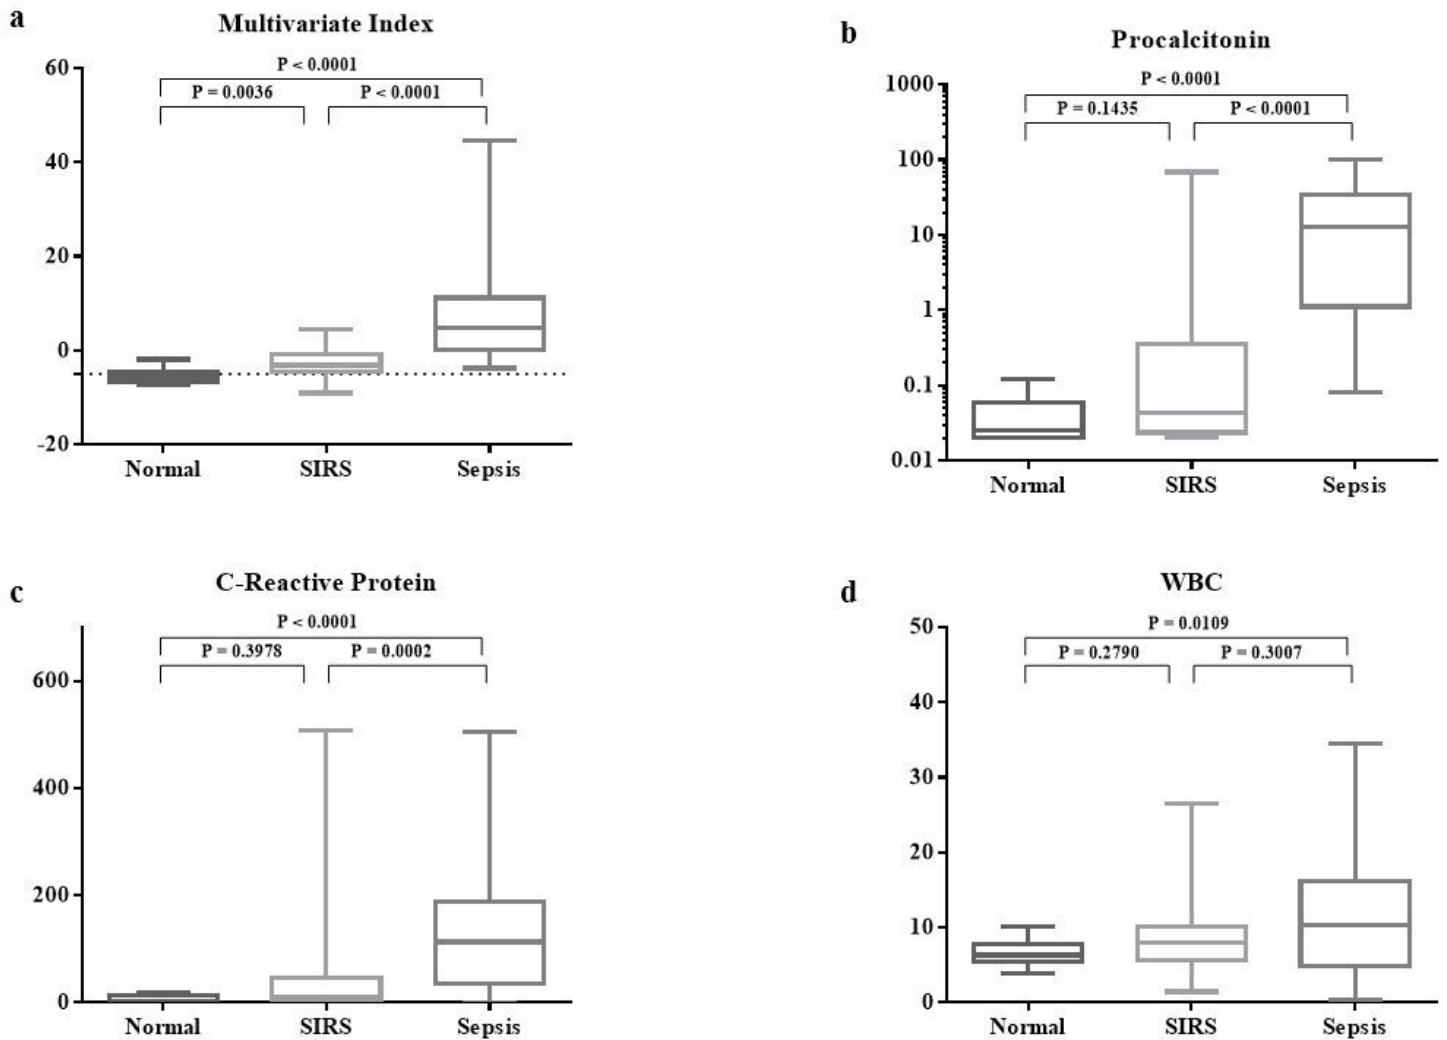 a
Multivariate Index
P < 0.0001
P = 0.0036
P < 0.0001
60
40
20
0
-20
Normal
SIRS
Sepsis
b
Procalcitonin
P < 0.0001
P = 0.1435
P < 0.0001
1000
100
10
1
0.1
0.01
Normal
SIRS
Sepsis
c
C-Reactive Protein
P < 0.0001
P = 0.3978
P = 0.0002
600
400
200
0
Normal
SIRS
Sepsis
d
WBC
P = 0.0109
P = 0.2790
P = 0.3007
50
40
30
20
10
0
Normal
SIRS
Sepsis